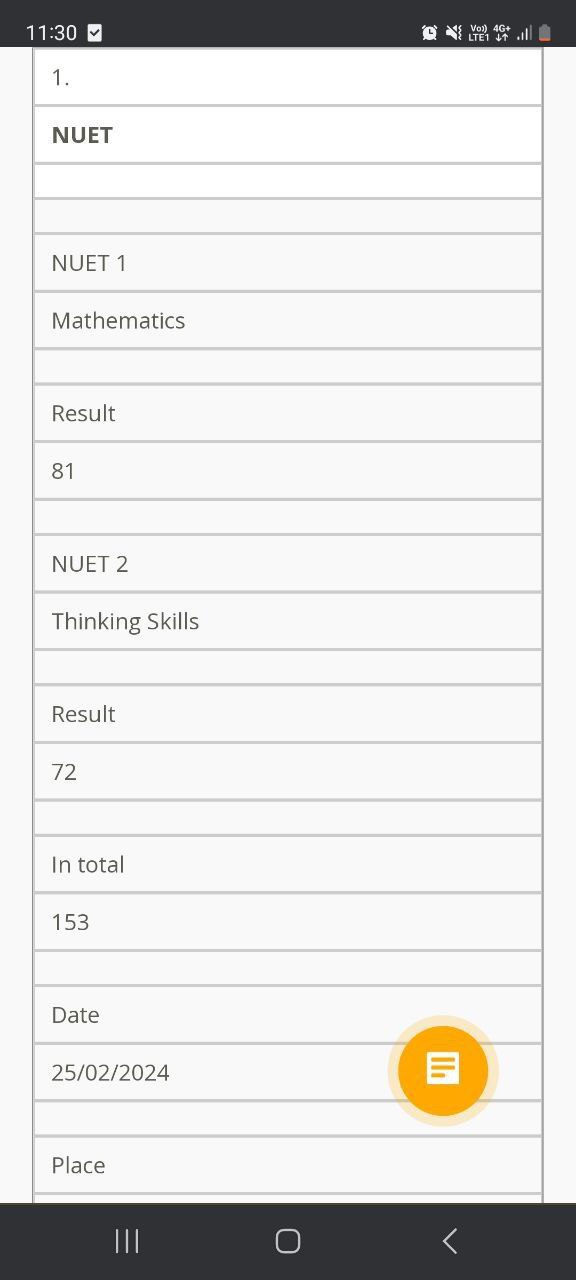 11:30
Vo)) 4G+
LTE1
1.
NUET
NUET 1
Mathematics
Result
81
NUET 2
Thinking Skills
Result
72
In total
153
Date
25/02/2024
Place